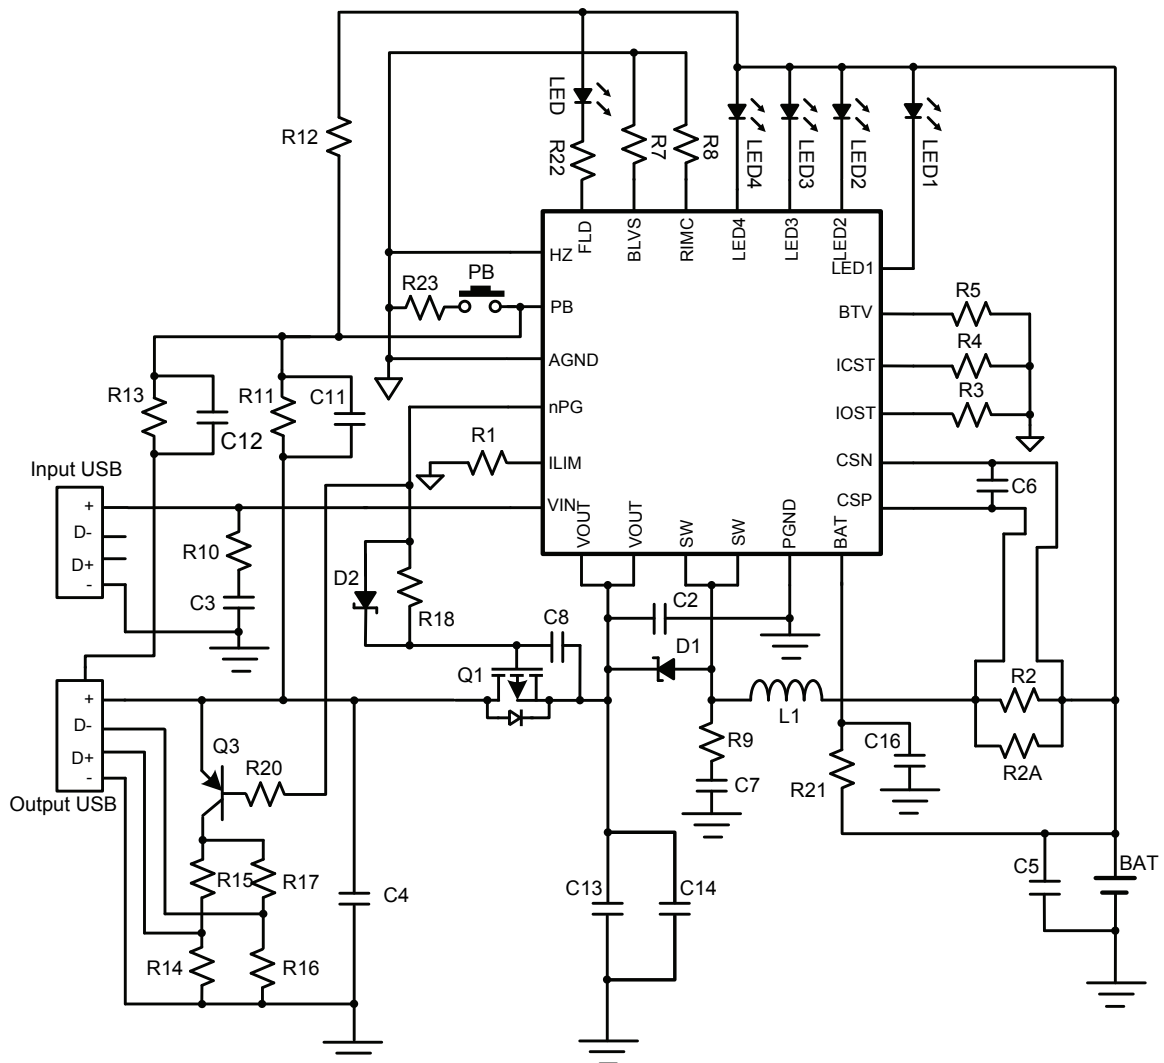 LED
R12
R22
R7
R8
LED4
LED3
LED2
LED1
FLD
BLVS
RIMC
LED4
LED3
LED2
LED1
HZ
PB
R23
PB
BTV
R5
AGND
ICST
R4
R13
C12
R11
C11
nPG
IOST
R3
R1
ILIM
CSN
Input USB
+
D-
D+
-
VIN
CSP
C6
VOUT
VOUT
SW
SW
PGND
BAT
R10
C3
D2
R18
C8
C2
D1
Q1
R2
L1
R2A
+
D-
D+
-
Output USB
Q3
R20
R9
C7
C16
R21
R15
R17
C4
C13
C14
C5
BAT
R14
R16